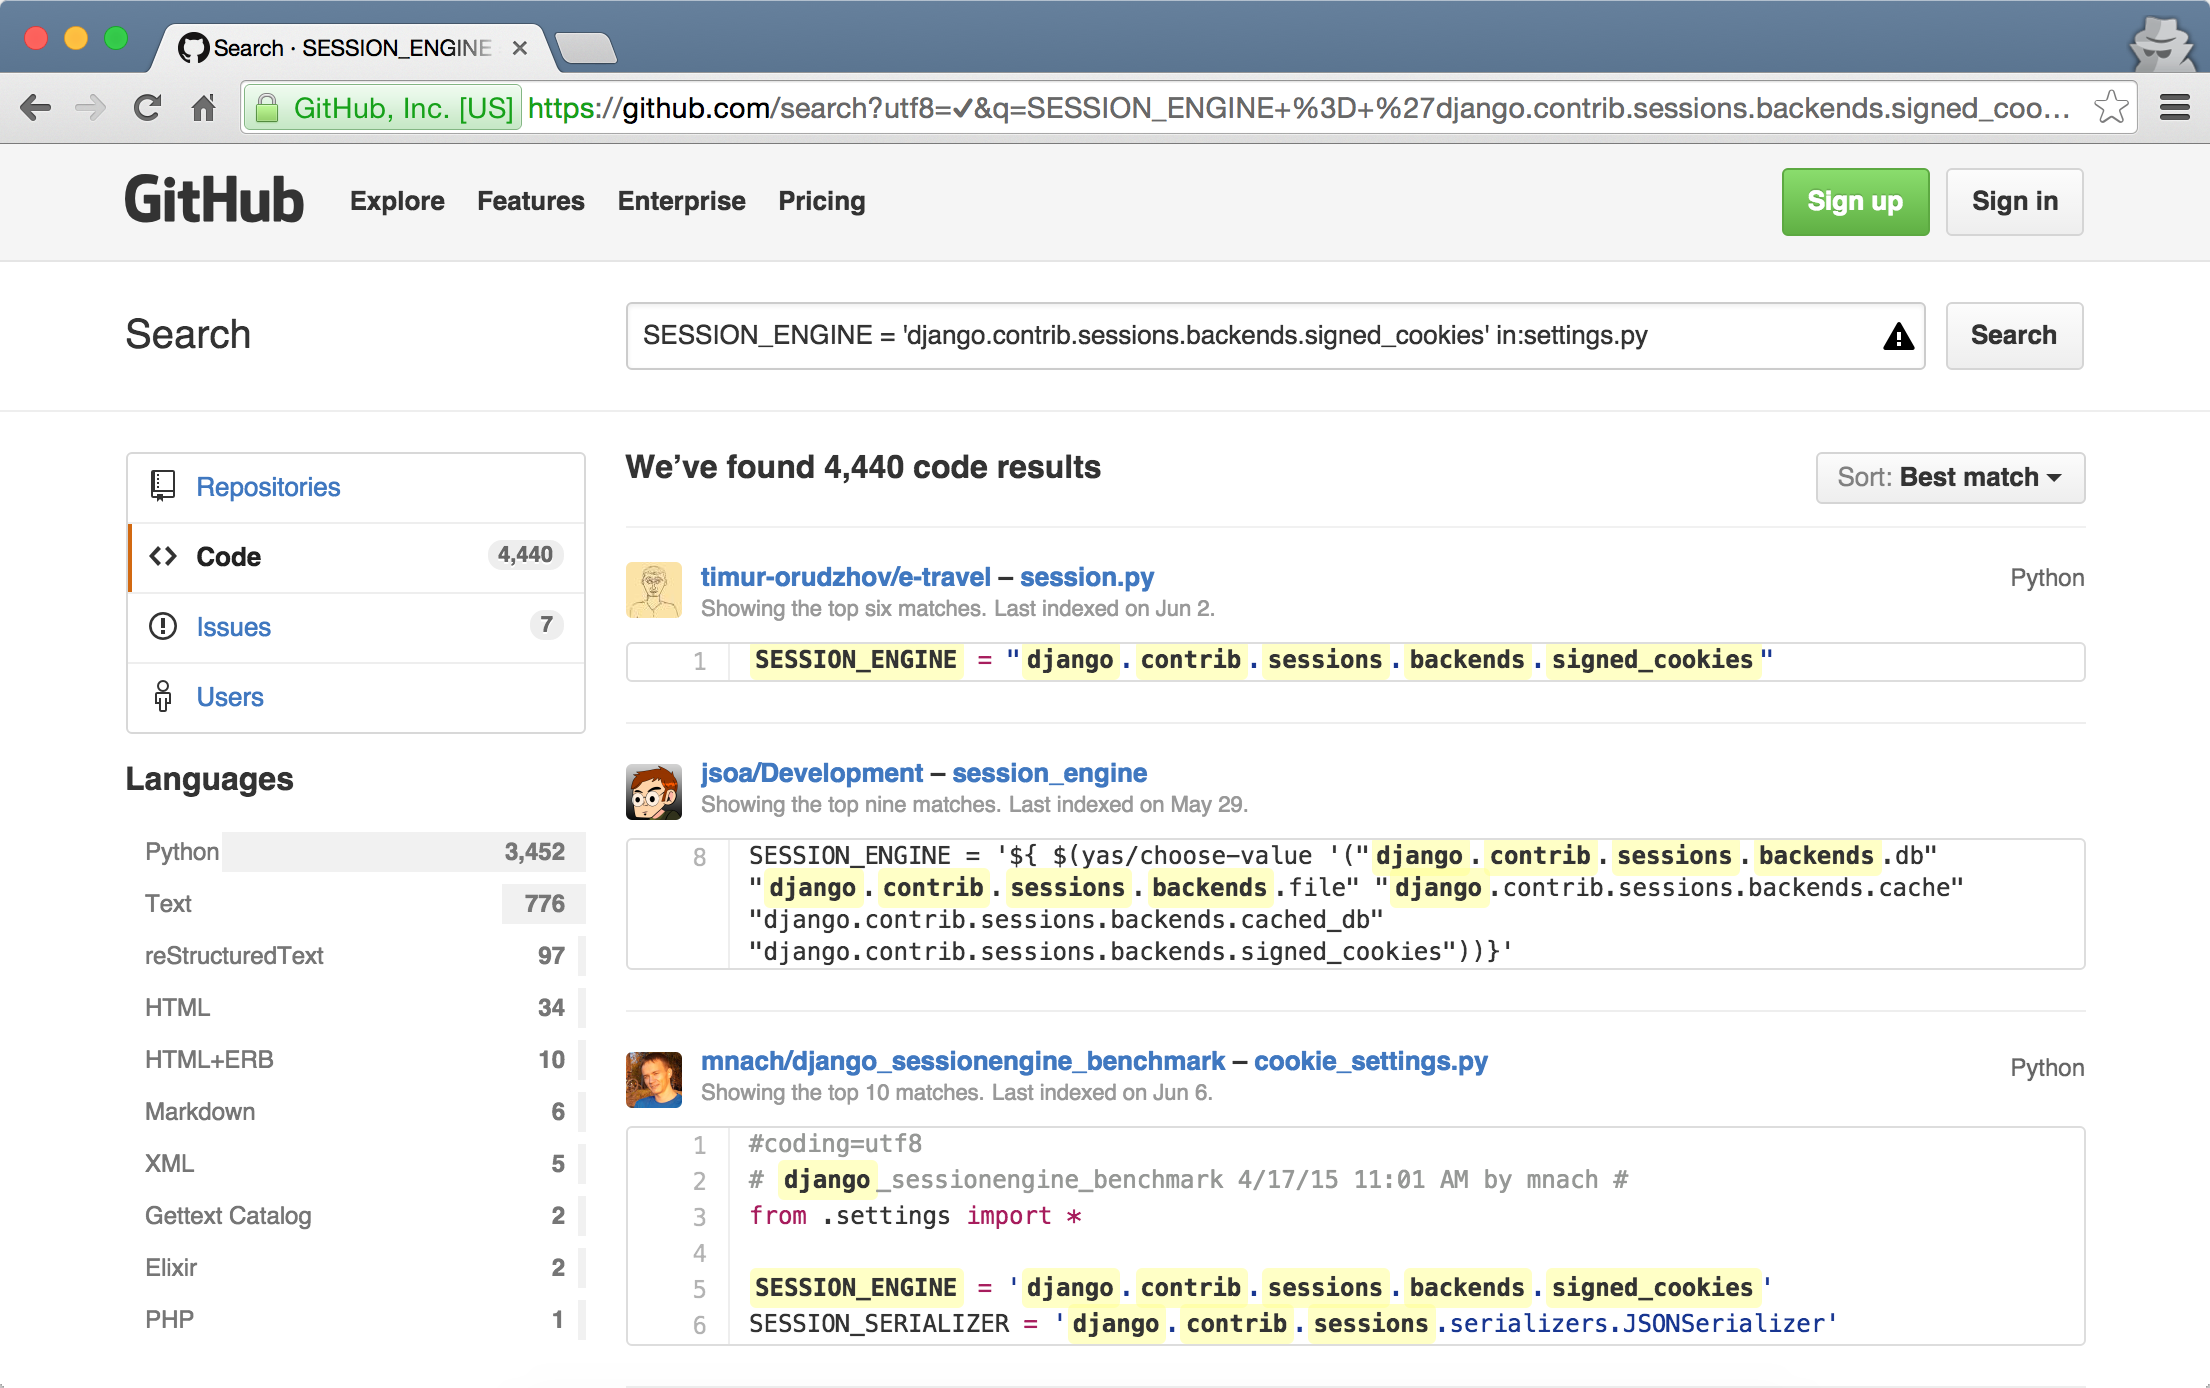 Search · SESSION_ENGINE
GitHub, Inc. [US] https://github.com/search?utf8=✓&q=SESSION_ENGINE+%3D+%27django.contrib.sessions.backends.signed_coo...
GitHub Explore Features Enterprise Pricing Sign up Sign in
Search SESSION_ENGINE = 'django.contrib.sessions.backends.signed_cookies' in:settings.py Search
Repositories
Code 4,440
Issues 7
Users
Languages
Python 3,452
Text 776
reStructuredText 97
HTML 34
HTML+ERB 10
Markdown 6
XML 5
Gettext Catalog 2
Elixir 2
PHP 1
We've found 4,440 code results Sort: Best match
timur-orudzhov/e-travel – session.py Python
Showing the top six matches. Last indexed on Jun 2.
1 SESSION_ENGINE = "django.contrib.sessions.backends.signed_cookies"
jsoa/Development – session_engine
Showing the top nine matches. Last indexed on May 29.
8 SESSION_ENGINE = '${ $(yas/choose-value '("django.contrib.sessions.backends.db"
"django.contrib.sessions.backends.file" "django.contrib.sessions.backends.cache"
"django.contrib.sessions.backends.cached_db"
"django.contrib.sessions.backends.signed_cookies"))}'
mnach/django_sessionengine_benchmark – cookie_settings.py Python
Showing the top 10 matches. Last indexed on Jun 6.
1 #coding=utf8
2 # django_sessionengine_benchmark 4/17/15 11:01 AM by mnach #
3 from .settings import *
4
5 SESSION_ENGINE = 'django.contrib.sessions.backends.signed_cookies'
6 SESSION_SERIALIZER = 'django.contrib.sessions.serializers.JSONSerializer'